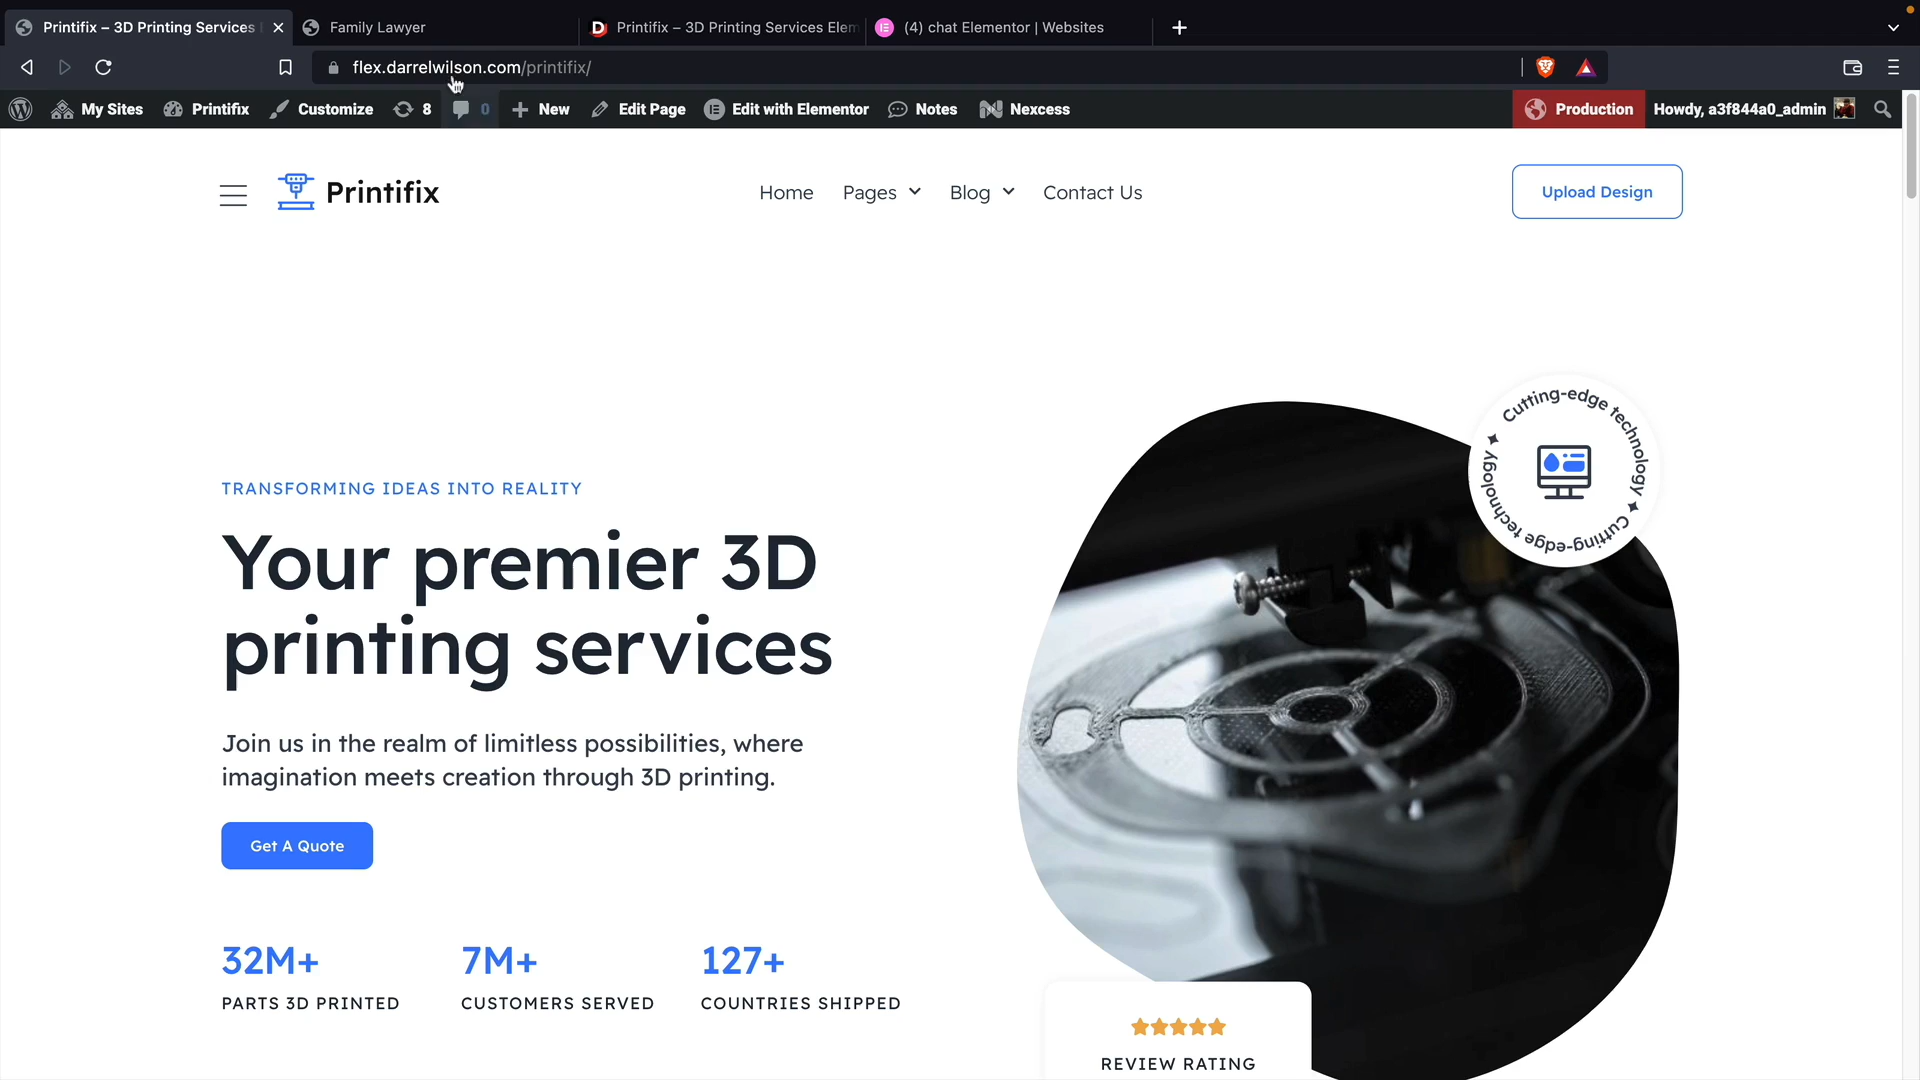 Printifix – 3D Printing Services
Family Lawyer
Printifix – 3D Printing Services Elem
(4) chat Elementor | Websites
flex.darrelwilson.com/printifix/
My Sites
Printifix
Customize
8
0
New
Edit Page
Edit with Elementor
Notes
Nexcess
Production
Howdy, a3f844a0_admin
Printifix
Home
Pages
Blog
Contact Us
Upload Design
Cutting-edge technology ✦ Cutting-edge technology ✦
TRANSFORMING IDEAS INTO REALITY
Your premier 3D
printing services
Join us in the realm of limitless possibilities, where
imagination meets creation through 3D printing.
Get A Quote
32M+
PARTS 3D PRINTED
7M+
CUSTOMERS SERVED
127+
COUNTRIES SHIPPED
REVIEW RATING